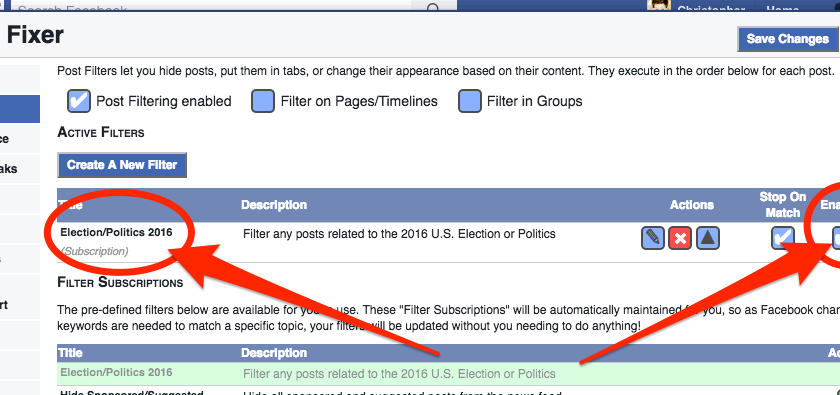 Search Facebook
Christopher Home
Fixer
Save Changes
Post Filters let you hide posts, put them in tabs, or change their appearance based on their content. They execute in the order below for each post.
Post Filtering enabled Filter on Pages/Timelines Filter in Groups
ACTIVE FILTERS
Create A New Filter
Title Description Actions Stop On Match Ena
Election/Politics 2016 Filter any posts related to the 2016 U.S. Election or Politics
(Subscription)
FILTER SUBSCRIPTIONS
The pre-defined filters below are available for you use. These "Filter Subscriptions" will be automatically maintained for you, so as Facebook chan
keywords are needed to match a specific topic, your filters will be updated without you needing to do anything!
Title Description Ac
Election/Politics 2016 Filter any posts related to the 2016 U.S. Election or Politics
Hide Sponsored/Suggested Hide all sponsored and suggested posts from the news feed